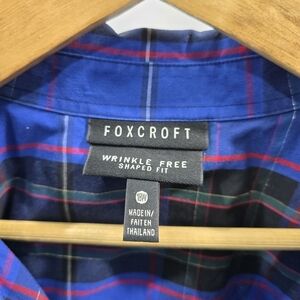 FOXCROFT
WRINKLE FREE
SHAPED FIT
MADE IN/
FAIT EN
THAILAND